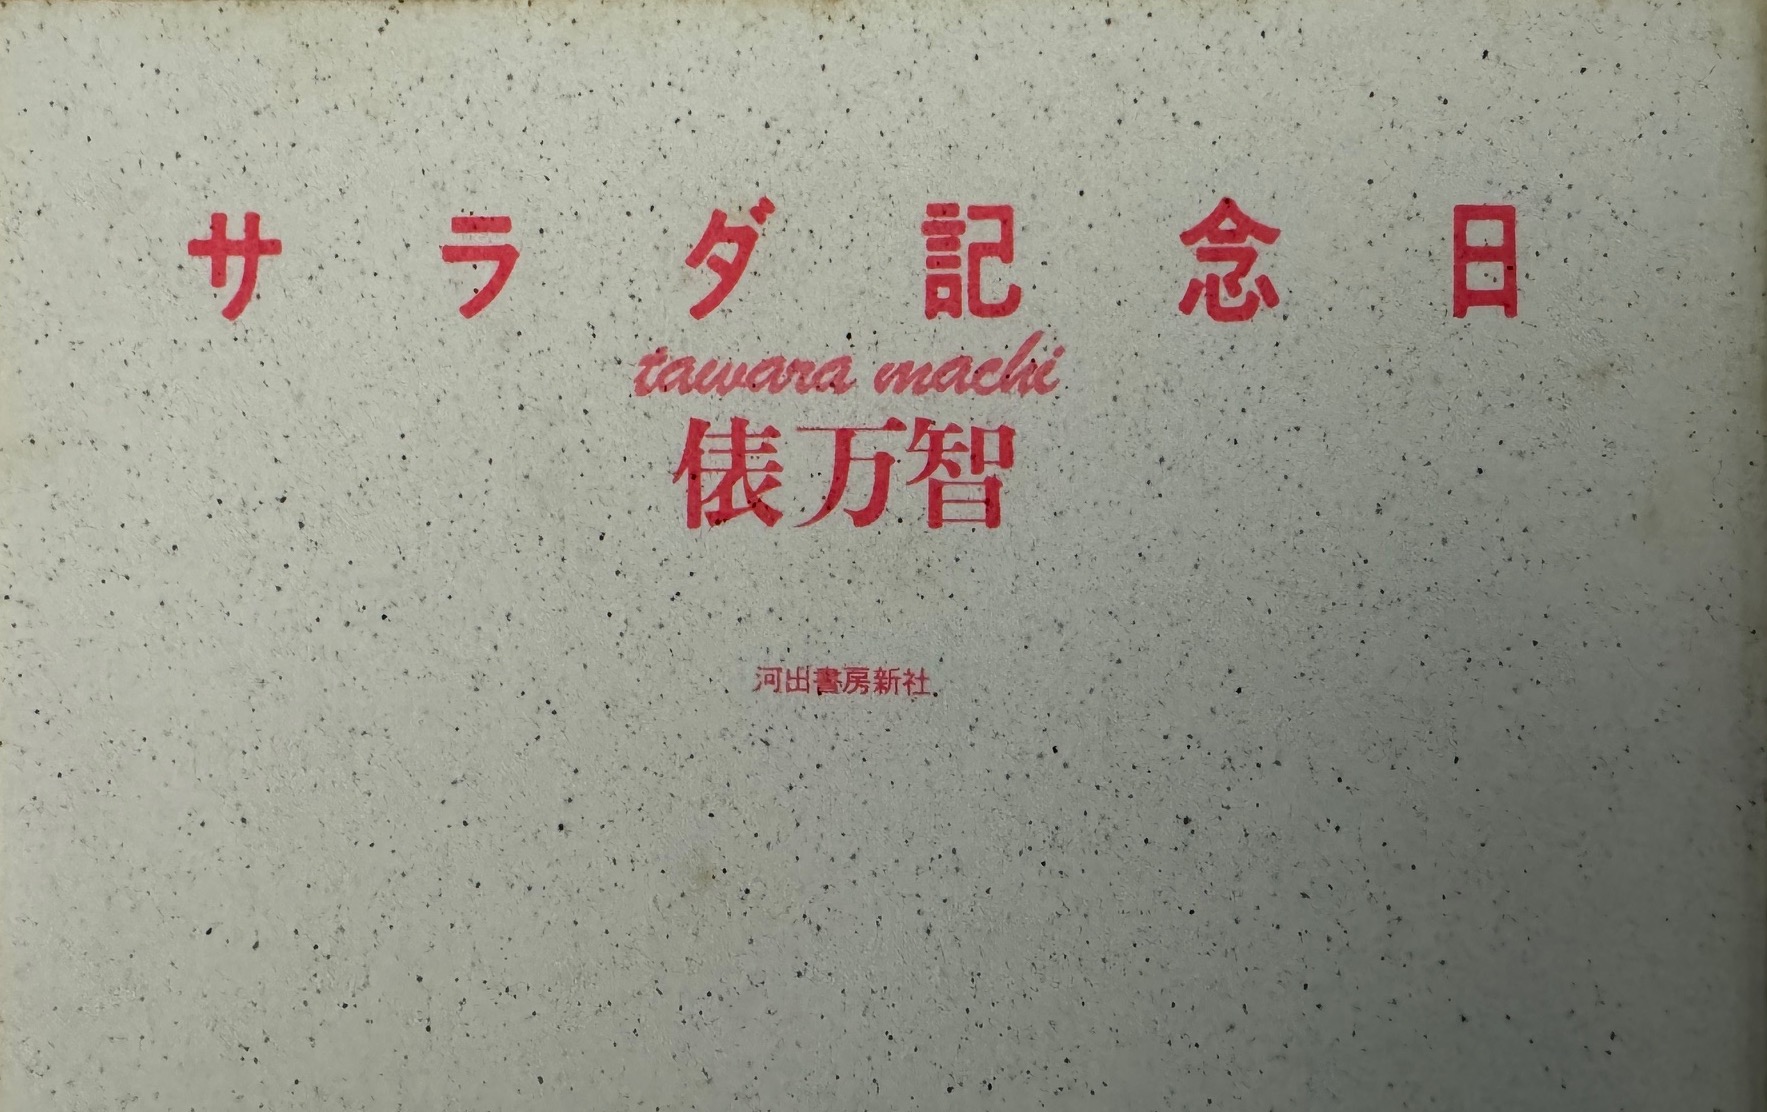 サラダ記念日
tawara machi
俵万智
河出書房新社